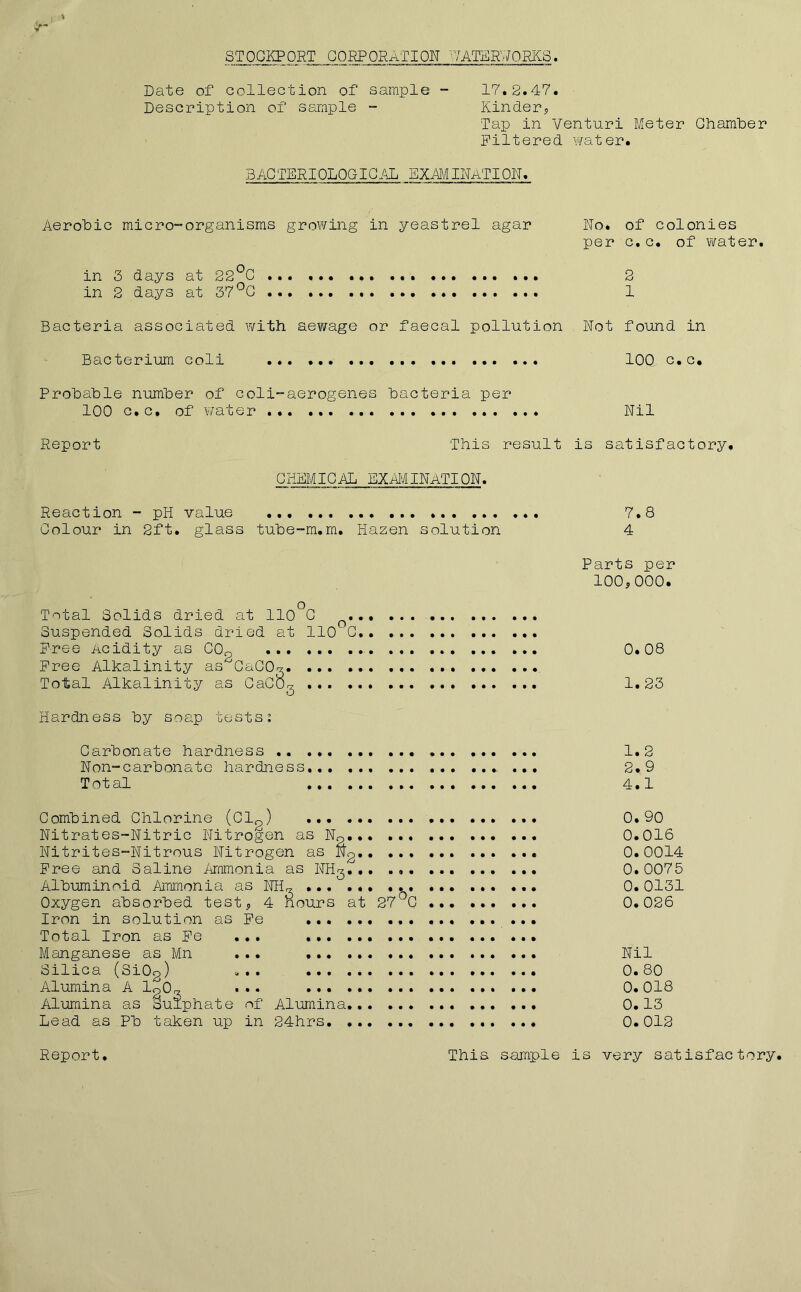 STOCKPORT CORPORATION WATERWORKS.
Date of collection of sample - 17.2.47.
Description of sample - Kinder,
Tap in Venturi Meter Chamber
Filtered water.
BACTERIOLOGICAL EXAMINATION.
Aerobic micro-organisms growing in yeastrel agar No. of colonies
per c.c. of water.
in 3 days at 22°C ... ... ... ... ... ... ... 2
in 2 days at 37°C ... ... ... ... ... ... ... 1
Bacteria associated with aewage or faecal pollution Not found in
Bacterium coli ... ... ... ... ... ... ... 100 c.c.
Probable number of coli-aerogenes bacteria per
100 c.c. of water ... ... ... ... ... ... ... Nil
Report This result is satisfactory.
CHEMICAL EXAMINATION.
Reaction - pH value ... ... ... ... ... ... ... 7.8
Colour in 2ft. glass tube-m.m. Hazen solution 4
Parts per
100,000.
Total Solids dried at 110°C ... ... ... ... ...
Suspended Solids dried at 110°C.. ... ... ... ...
Free Acidity as CO2 ... ... ... ... ... ... ... 0.08
Free Alkalinity as CaCO3. ... ... ... ... ... ...
Total Alkalinity as CaCO3 ... ... ... ... ... ... 1.23
Hardness by soap tests:
Carbonate hardness .. ... ... ... ... ... ... 1.2
Non-carbonate hardness... ... ... ... ... ... 2.9
Total ... ... ... ... ... ... 4.1
Combined Chlorine (Cl2) ... ... ... ... ... ... 0.90
Nitrates-Nitric Nitrogen as N2... ... ... ... ... 0.016
Nitrites-Nitrous Nitrogen as N2.. ... ... ... ... 0.0014
Free and Saline Ammonia as NH3... ... ... ... ... 0.0075
Albuminoid Ammonia as NH3 ... ... ... ... ... ... 0.0131
Oxygen absorbed test, 4 Hours at 27°C ... ... ... 0.026
Iron in solution as Fe ... ... ... ... ... ...
Total Iron as Fe ... ... ... ... ... ... ...
Manganese as Mn ... ... ... ... ... ... ... Nil
Silica (SiO2) ... ... ... ... ... ... ... 0.80
Alumina A l2O3 ... ... ... ... ... ... ... 0.018
Alumina as Sulphate of Alumina... ... ... ... ... 0.13
Lead as Pb taken up in 24hrs. ... ... ... ... ... 0.012
Report. This sample is very satisfactory.